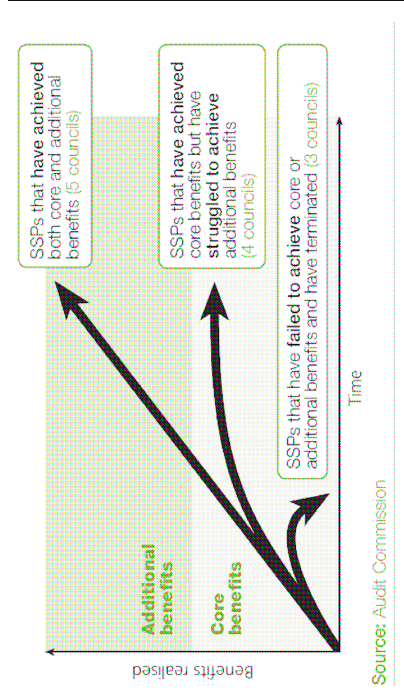 SSPs that have achieved
both core and additional
benefits (5 councils)
SSPs that have achieved
core benefits but have
struggled to achieve
additional benefits
(4 councils)
SSPs that have failed to achieve core or
additional benefits and have terminated (3 councils)
Additional
benefits
Core
benefits
Benefits realised
Time
Source: Audit Commission